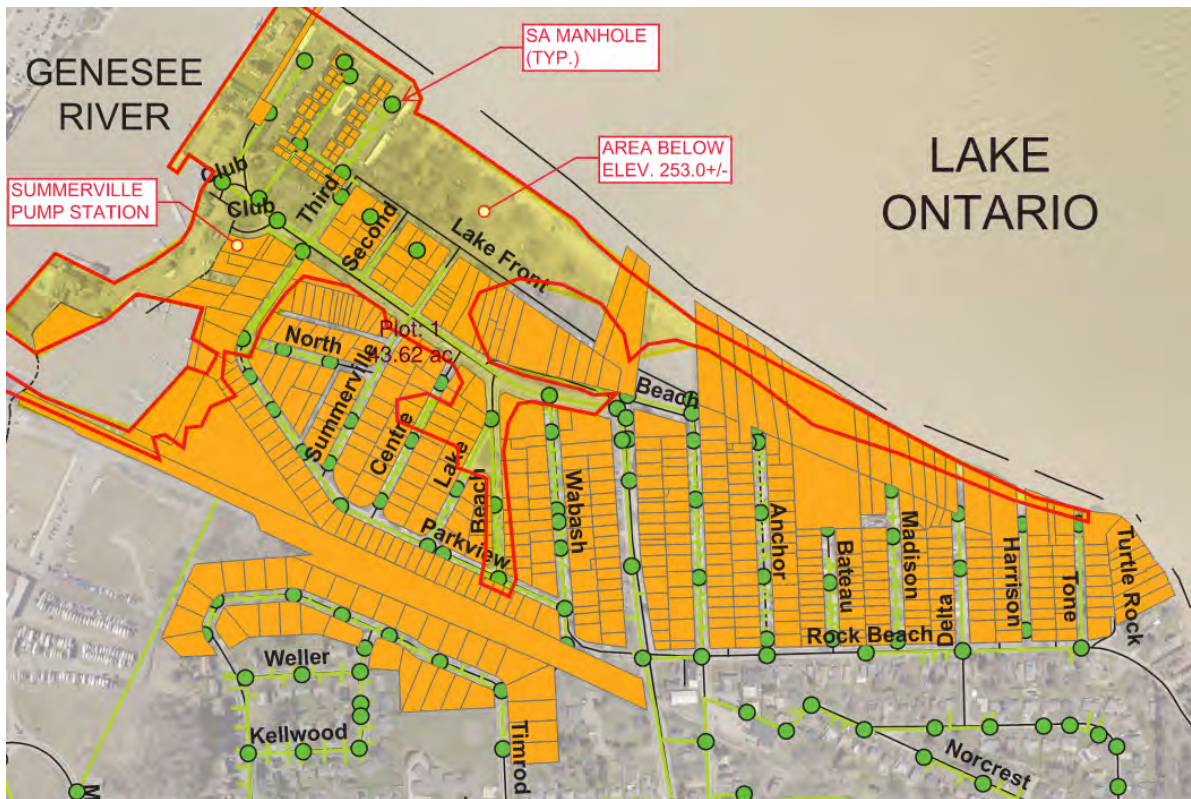 GENESEE
RIVER
SA MANHOLE
(TYP.)
AREA BELOW
ELEV. 253.0+/-
LAKE
ONTARIO
SUMMERVILLE
PUMP STATION
Club
Club
Third
Second
Lake Front
Plot: 1
43.62 ac
North
Summerville
Centre
Lake
Beach
Beach
Parkview
Wabash
Anchor
Bateau
Madison
Delta
Harrison
Tone
Turtle Rock
Rock Beach
Weller
Kellwood
Timrod
Norcrest
M